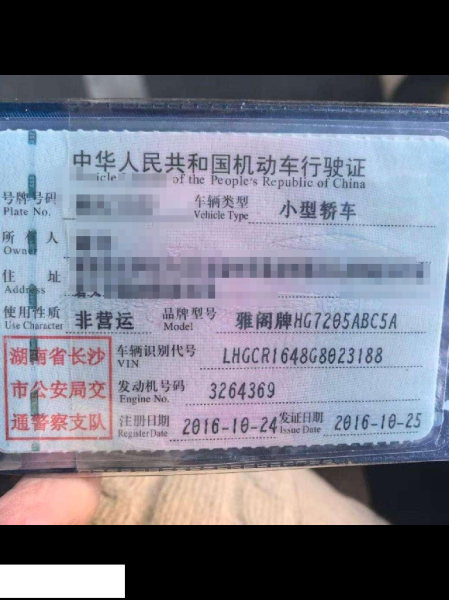 中华人民共和国机动车行驶证
of the People's Republic of China
号牌号码
Plate No.
车辆类型 小型轿车
Vehicle Type
所有人
Owner
住址
Address
使用性质 非营运 品牌型号 雅阁牌HG7205ABC5A
Use Character Model
湖南省长沙
市公安局交
通警察支队
车辆识别代号 LHGCR1648G8023188
VIN
发动机号码 3264369
Engine No.
注册日期 2016-10-24 发证日期 2016-10-25
Register Date Issue Date